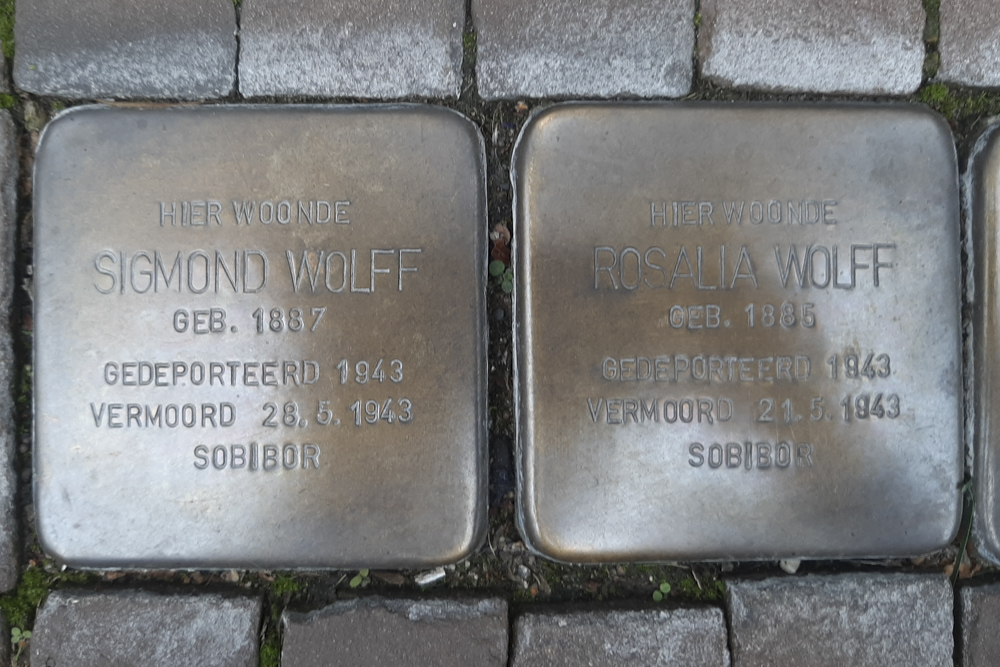 HIER WOONDE
SIGMOND WOLFF
GEB. 1887
GEDEPORTEERD 1943
VERMOORD 28.5.1943
SOBIBOR
HIER WOONDE
ROSALIA WOLFF
GEB. 1885
GEDEPORTEERD 1943
VERMOORD 21.5.1943
SOBIBOR